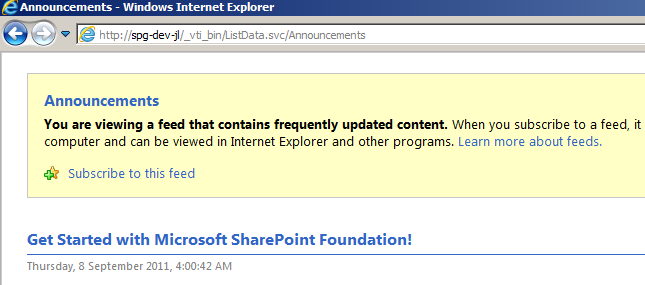 Announcements - Windows Internet Explorer
http://spg-dev-jl/_vti_bin/ListData.svc/Announcements
Announcements
You are viewing a feed that contains frequently updated content. When you subscribe to a feed, it
computer and can be viewed in Internet Explorer and other programs. Learn more about feeds.
Subscribe to this feed
Get Started with Microsoft SharePoint Foundation!
Thursday, 8 September 2011, 4:00:42 AM